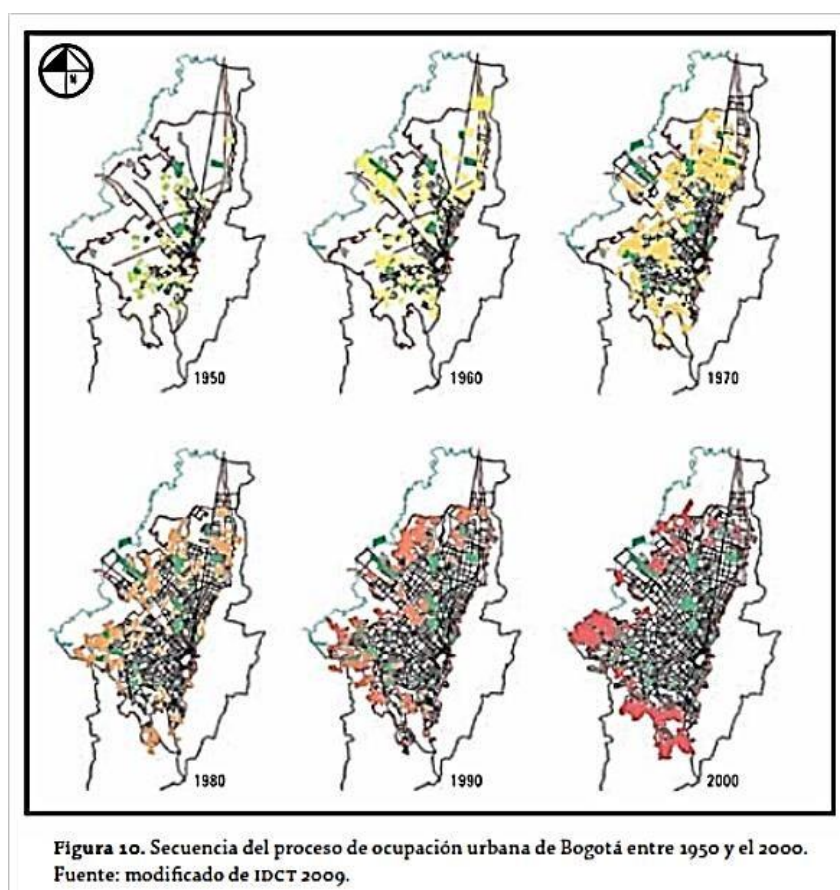 N
1950
1960
1970
1980
1990
2000
Figura 10. Secuencia del proceso de ocupación urbana de Bogotá entre 1950 y el 2000.
Fuente: modificado de IDCT 2009.